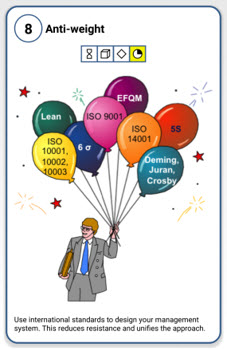 8 Anti-weight
EFQM
Lean
ISO 9001
ISO
14001
5S
ISO
10001,
10002,
10003
6 σ
Deming,
Juran,
Crosby
Use international standards to design your management
system. This reduces resistance and unifies the approach.